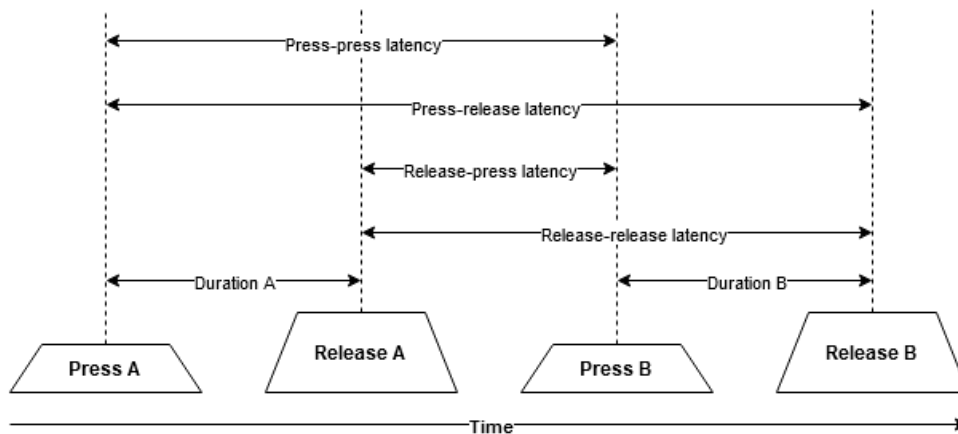 Press-press latency
Press-release latency
Release-press latency
Release-release latency
Duration A
Duration B
Press A
Release A
Press B
Release B
Time